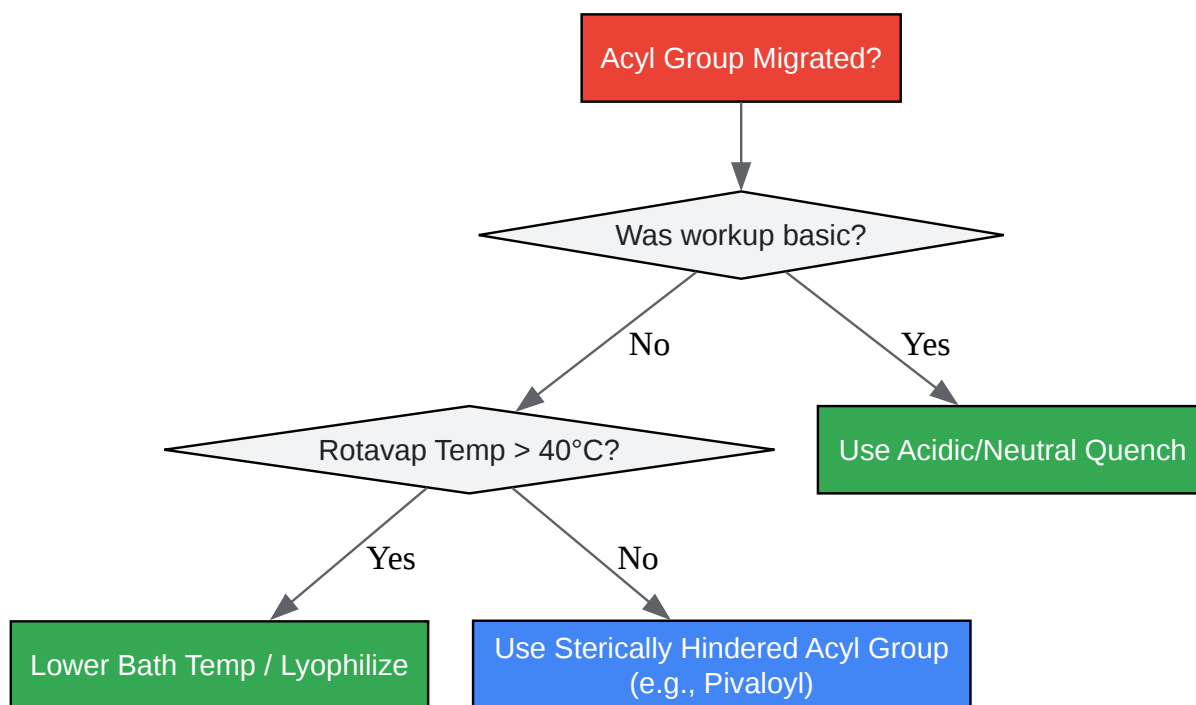 Acyl Group Migrated?
Was workup basic?
No
Yes
Rotavap Temp > 40°C?
Use Acidic/Neutral Quench
Yes
No
Lower Bath Temp / Lyophilize
Use Sterically Hindered Acyl Group
(e.g., Pivaloyl)